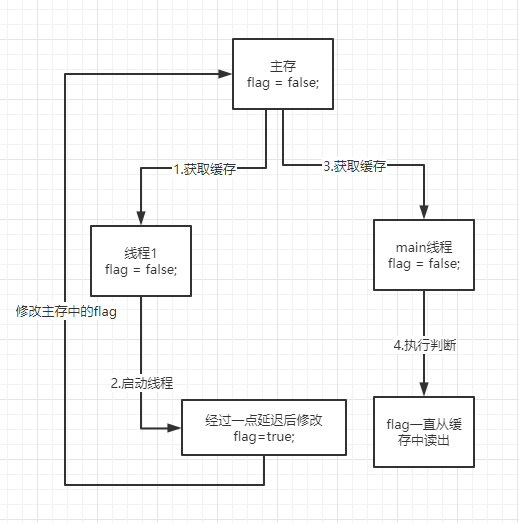 主存
flag = false;
1.获取缓存
3.获取缓存
线程1
flag = false;
main线程
flag = false;
修改主存中的flag
4.执行判断
2.启动线程
经过一点延迟后修改
flag=true;
flag一直从缓
存中读出